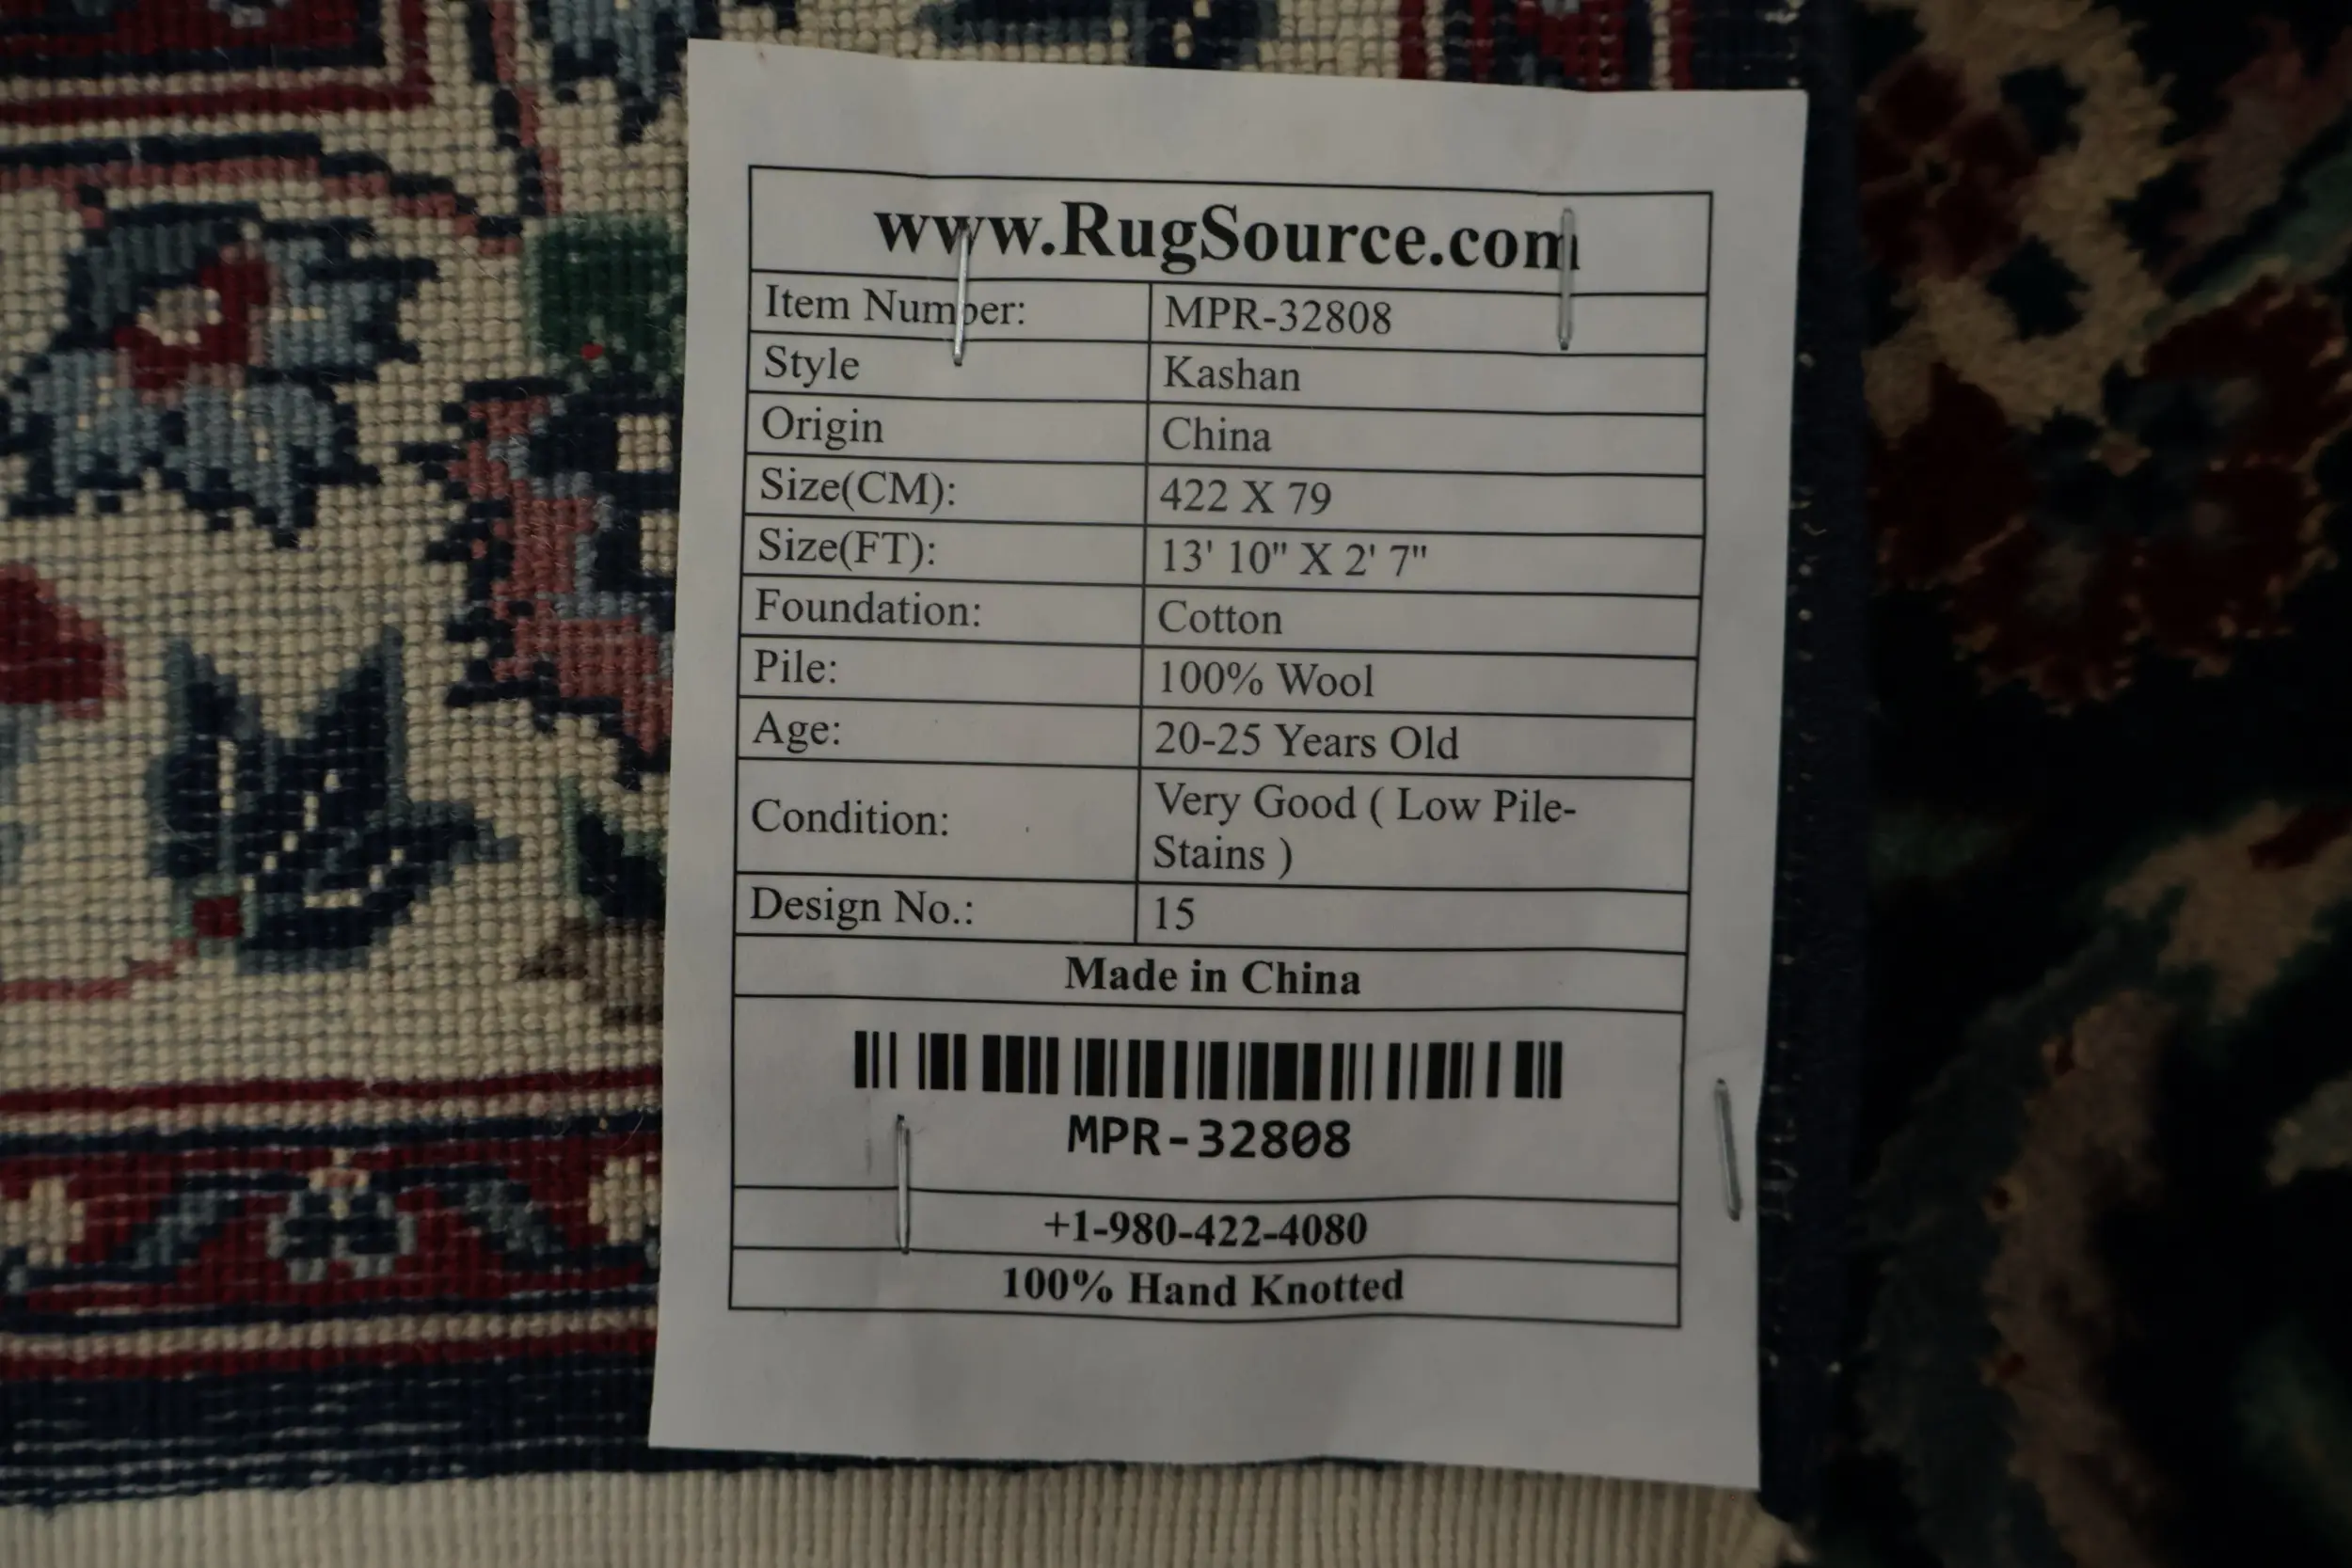 www.RugSource.com
Item Number: MPR-32808
Style Kashan
Origin China
Size(CM): 422 X 79
Size(FT): 13' 10" X 2' 7"
Foundation: Cotton
Pile: 100% Wool
Age: 20-25 Years Old
Condition: Very Good ( Low Pile-
Stains )
Design No.: 15
Made in China
MPR-32808
+1-980-422-4080
100% Hand Knotted